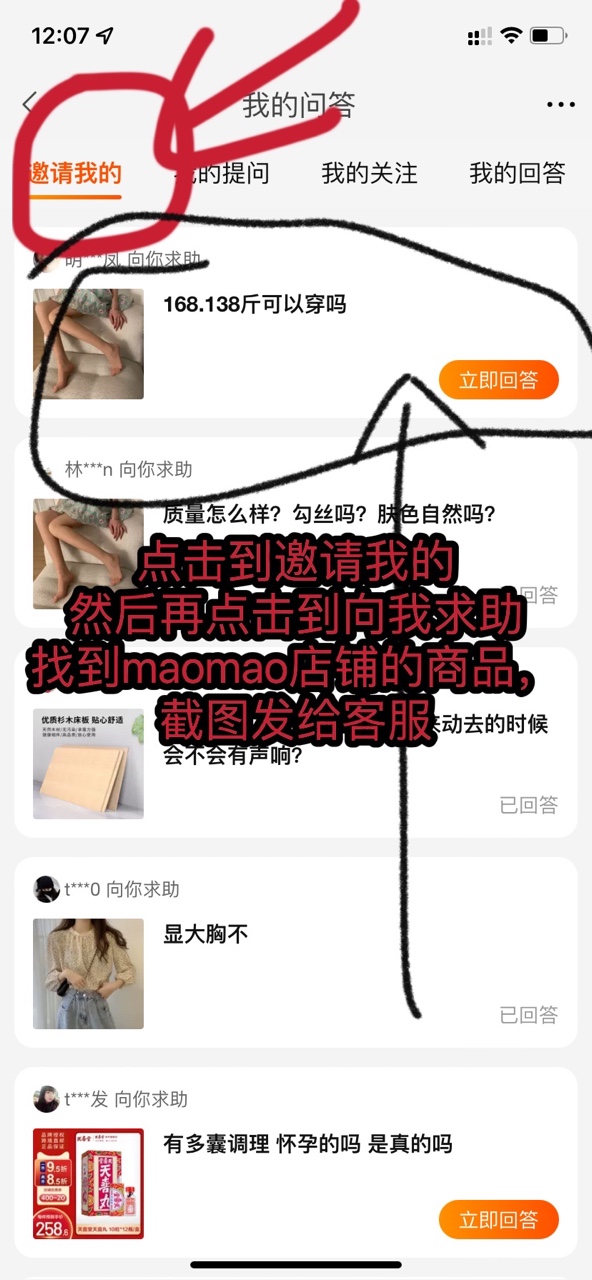 12:07
我的问答
邀请我的
的提问
我的关注
我的回答
明***凤 向你求助
168.138斤可以穿吗
立即回答
林***n 向你求助
质量怎么样？勾丝吗？肤色自然吗？
回答
点击到邀请我的
然后再点击到向我求助
找到maomao店铺的商品，
截图发给客服
优质杉木床板 贴心舒适
动去的时候
会不会有声响？
已回答
t***0 向你求助
显大胸不
已回答
t***发 向你求助
有多囊调理 怀孕的吗 是真的吗
9.5折
8.5折
400-20
天喜丸
258.6
立即回答